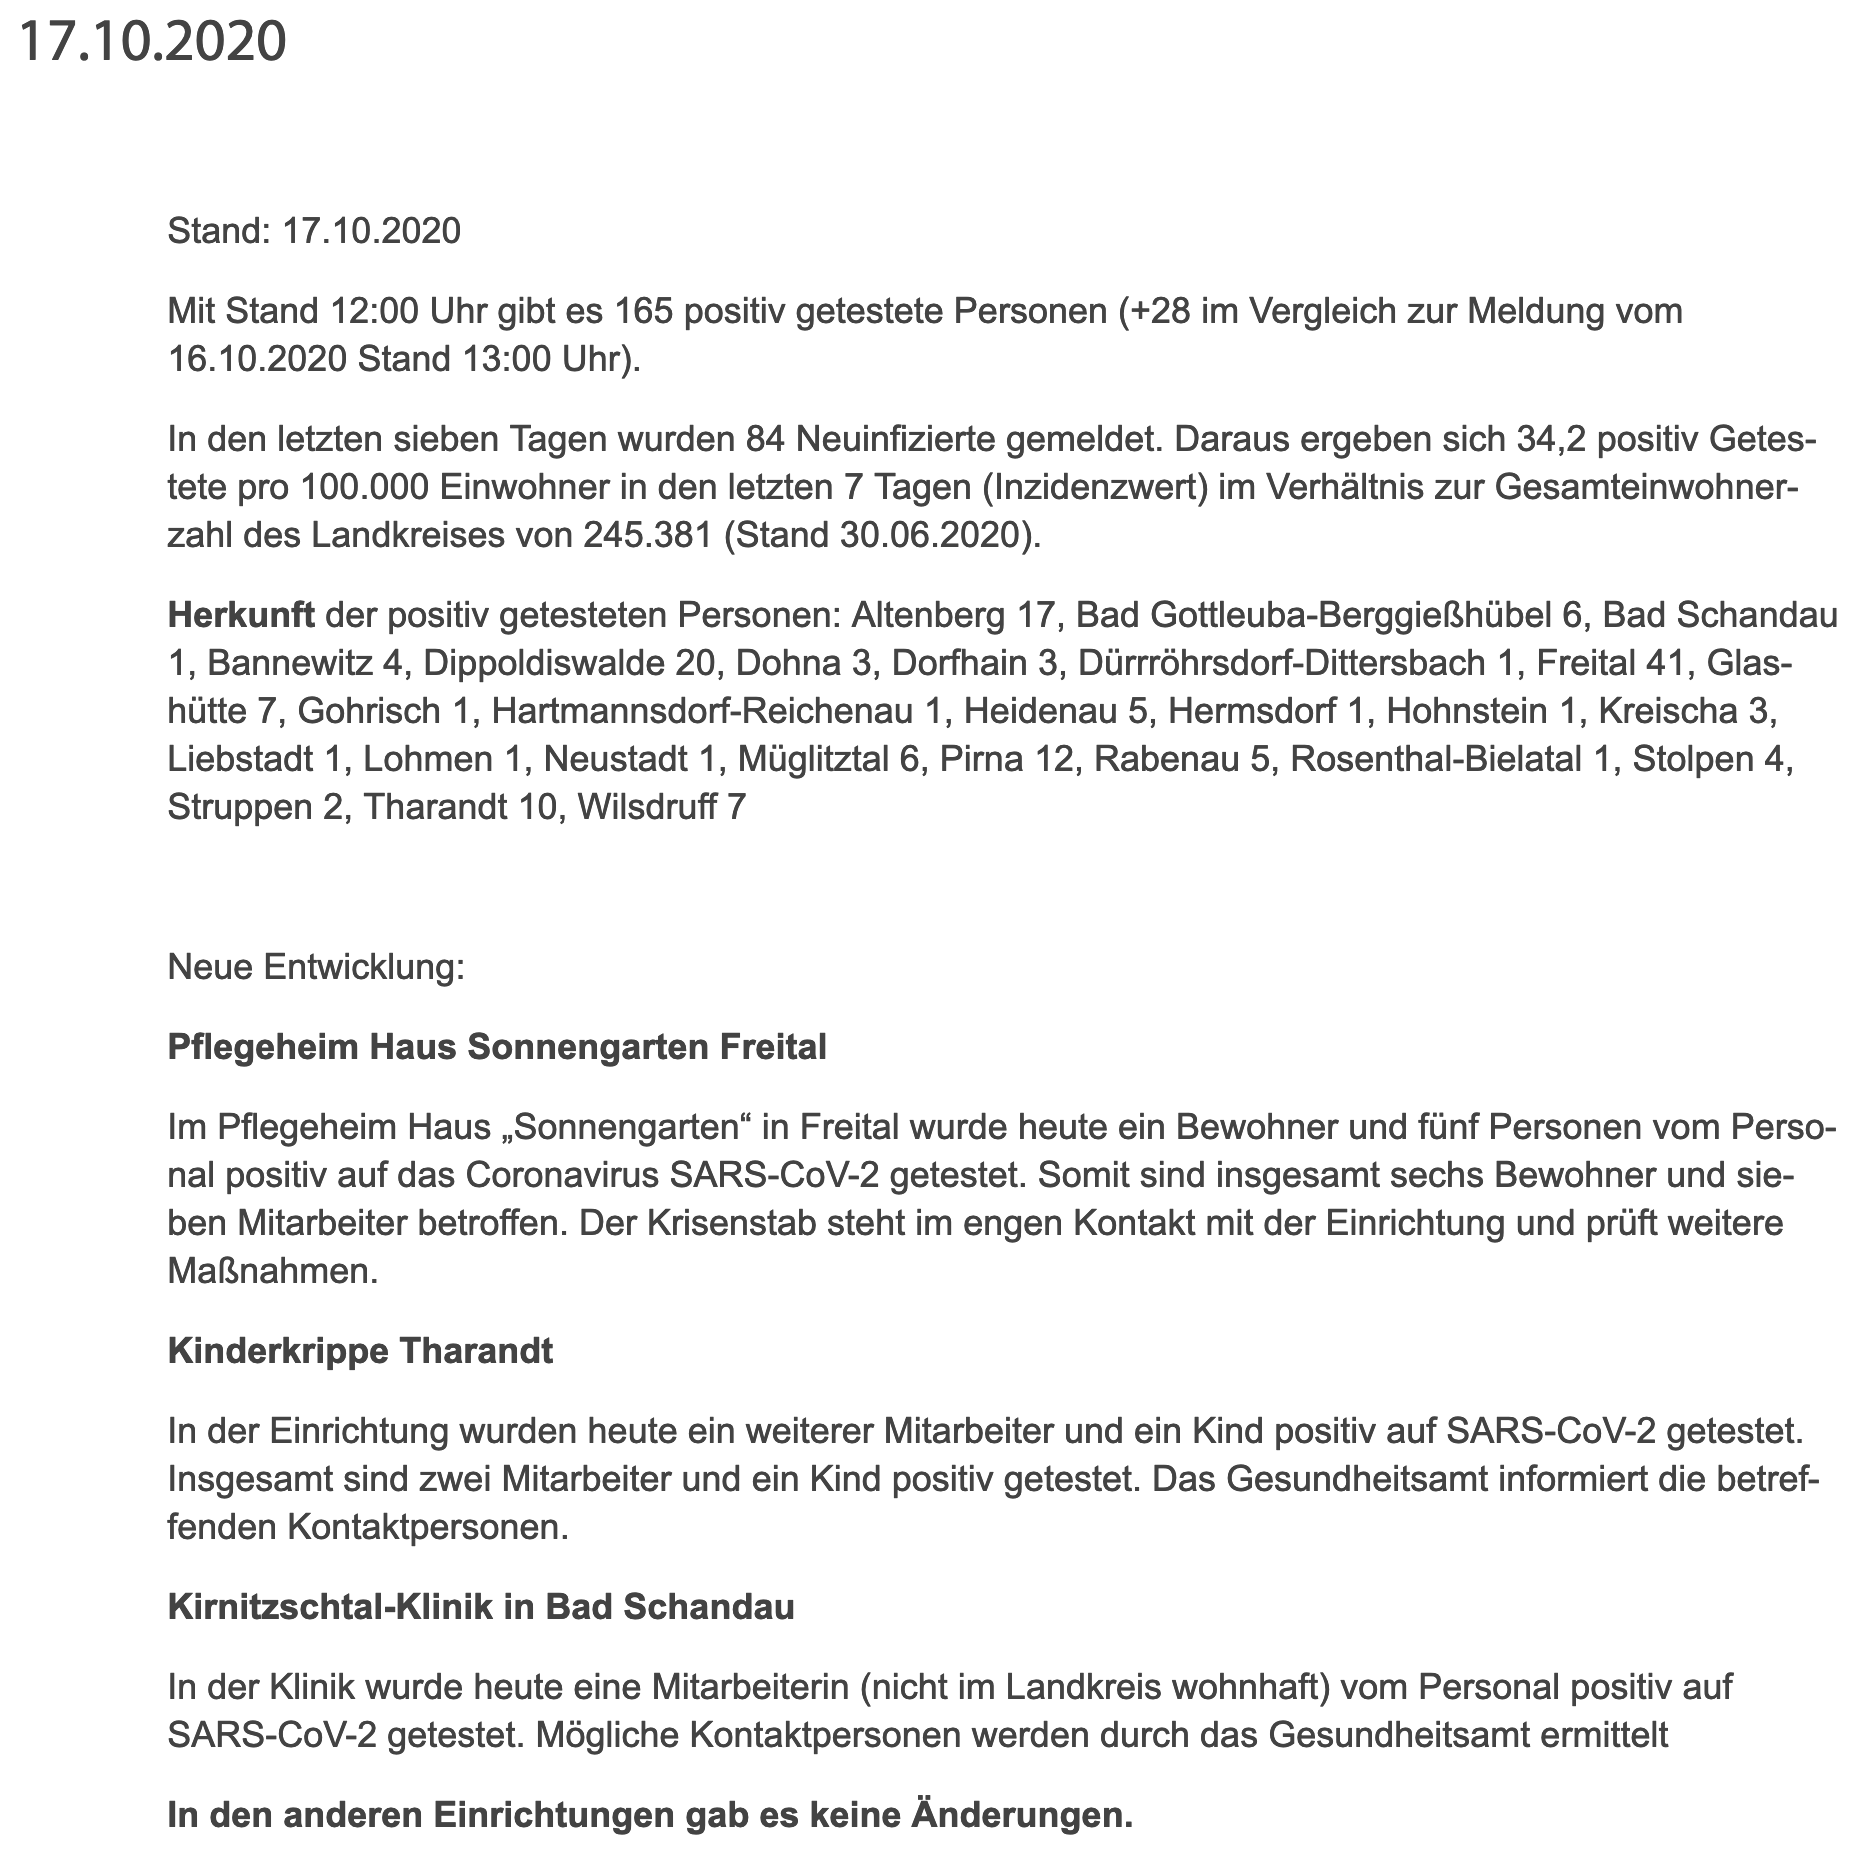 17.10.2020
Stand: 17.10.2020
Mit Stand 12:00 Uhr gibt es 165 positiv getestete Personen (+28 im Vergleich zur Meldung vom
16.10.2020 Stand 13:00 Uhr).
In den letzten sieben Tagen wurden 84 Neuinfizierte gemeldet. Daraus ergeben sich 34,2 positiv Getes-
tete pro 100.000 Einwohner in den letzten 7 Tagen (Inzidenzwert) im Verhältnis zur Gesamteinwohner-
zahl des Landkreises von 245.381 (Stand 30.06.2020).
Herkunft der positiv getesteten Personen: Altenberg 17, Bad Gottleuba-Berggießhübel 6, Bad Schandau
1, Bannewitz 4, Dippoldiswalde 20, Dohna 3, Dorfhain 3, Dürrröhrsdorf-Dittersbach 1, Freital 41, Glas-
hütte 7, Gohrisch 1, Hartmannsdorf-Reichenau 1, Heidenau 5, Hermsdorf 1, Hohnstein 1, Kreischa 3,
Liebstadt 1, Lohmen 1, Neustadt 1, Müglitztal 6, Pirna 12, Rabenau 5, Rosenthal-Bielatal 1, Stolpen 4,
Struppen 2, Tharandt 10, Wilsdruff 7
Neue Entwicklung:
Pflegeheim Haus Sonnengarten Freital
Im Pflegeheim Haus „Sonnengarten“ in Freital wurde heute ein Bewohner und fünf Personen vom Perso-
nal positiv auf das Coronavirus SARS-CoV-2 getestet. Somit sind insgesamt sechs Bewohner und sie-
ben Mitarbeiter betroffen. Der Krisenstab steht im engen Kontakt mit der Einrichtung und prüft weitere
Maßnahmen.
Kinderkrippe Tharandt
In der Einrichtung wurden heute ein weiterer Mitarbeiter und ein Kind positiv auf SARS-CoV-2 getestet.
Insgesamt sind zwei Mitarbeiter und ein Kind positiv getestet. Das Gesundheitsamt informiert die betref-
fenden Kontaktpersonen.
Kirnitzschtal-Klinik in Bad Schandau
In der Klinik wurde heute eine Mitarbeiterin (nicht im Landkreis wohnhaft) vom Personal positiv auf
SARS-CoV-2 getestet. Mögliche Kontaktpersonen werden durch das Gesundheitsamt ermittelt
In den anderen Einrichtungen gab es keine Änderungen.